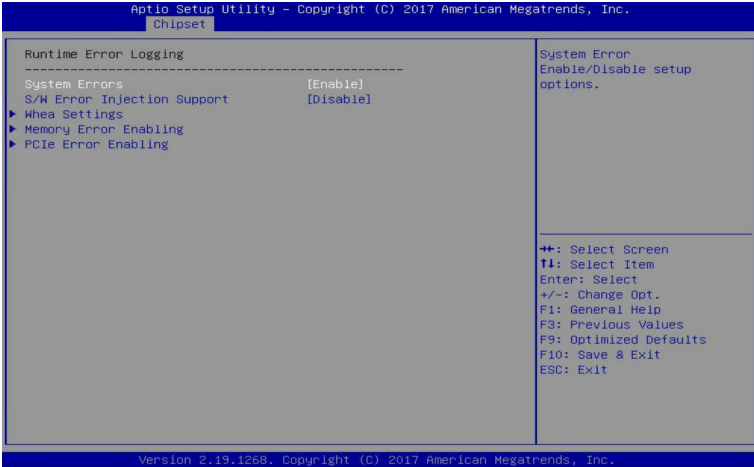 Aptio Setup Utility – Copyright (C) 2017 American Megatrends, Inc.
Chipset
Runtime Error Logging
--------------------------------------------------
System Errors [Enable]
S/W Error Injection Support [Disable]
▶ Whea Settings
▶ Memory Error Enabling
▶ PCIe Error Enabling
System Error
Enable/Disable setup
options.
→←: Select Screen
↑↓: Select Item
Enter: Select
+/-: Change Opt.
F1: General Help
F3: Previous Values
F9: Optimized Defaults
F10: Save & Exit
ESC: Exit
Version 2.19.1268. Copyright (C) 2017 American Megatrends, Inc.